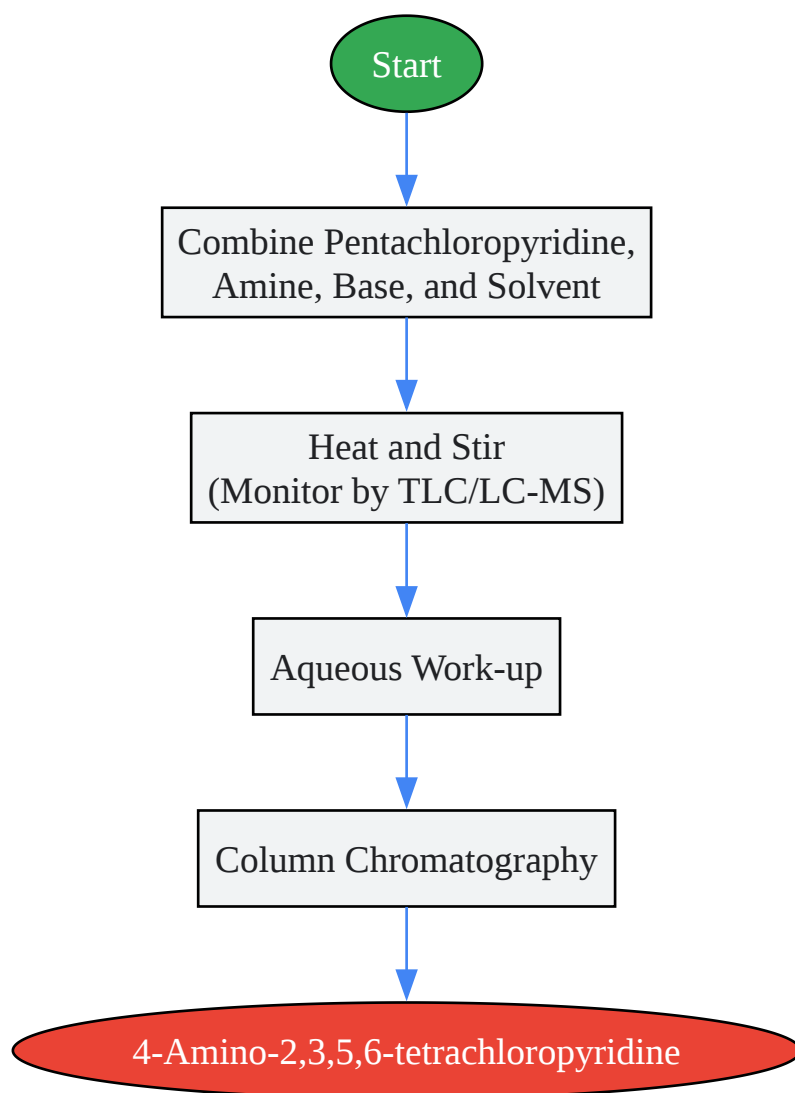 Start
Combine Pentachloropyridine,
Amine, Base, and Solvent
Heat and Stir
(Monitor by TLC/LC-MS)
Aqueous Work-up
Column Chromatography
4-Amino-2,3,5,6-tetrachloropyridine